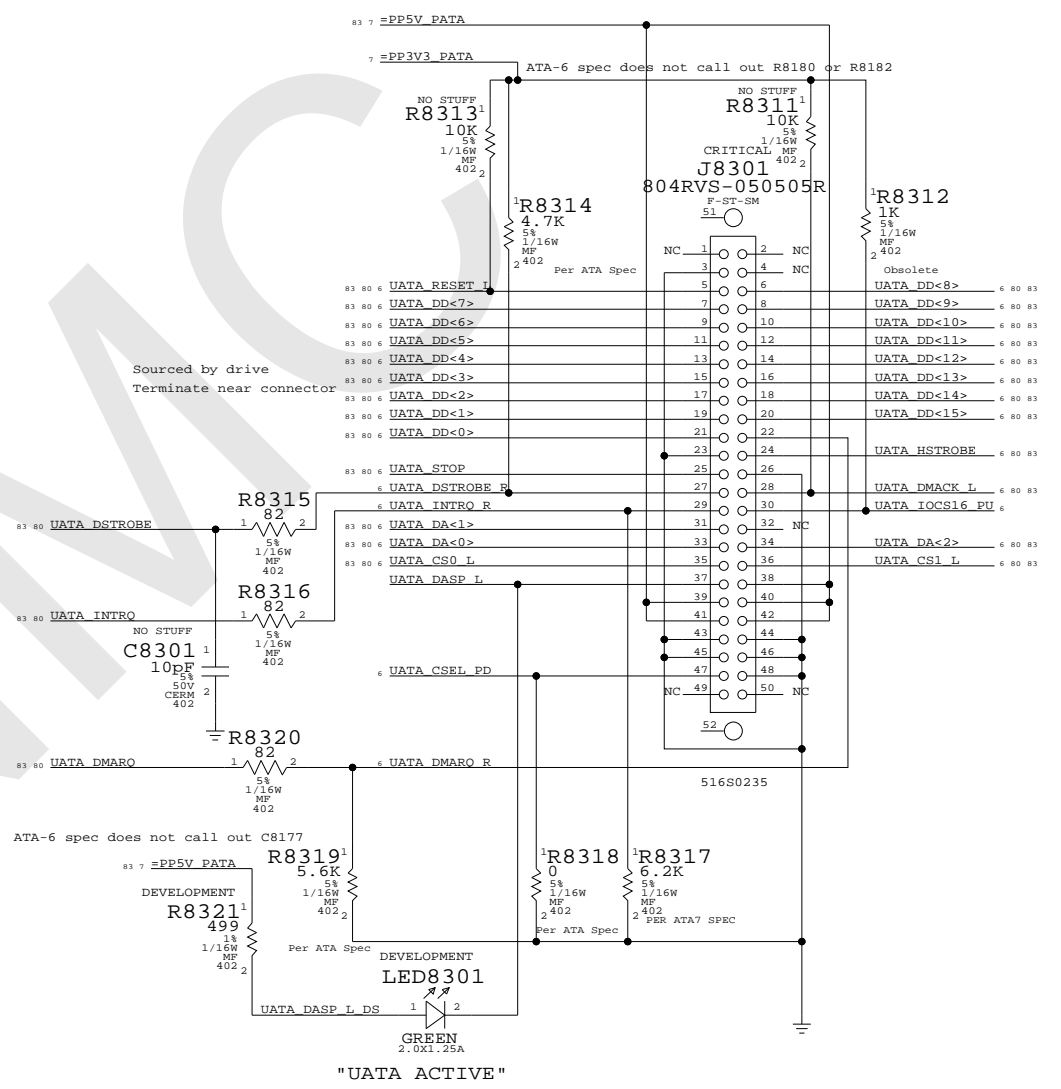 83 7 =PP5V_PATA
7 =PP3V3_PATA
ATA-6 spec does not call out R8180 or R8182
NO STUFF
R8313 1
10K
5%
1/16W
MF
402 2
NO STUFF
R8311 1
10K
5%
1/16W
MF
402 2
CRITICAL
J8301
804RVS-050505R
F-ST-SM
51
1 R8314
4.7K
5%
1/16W
MF
2 402
Per ATA Spec
1 R8312
1K
5%
1/16W
MF
2 402
Obsolete
NC 1 2 NC
3 4 NC
83 80 6 UATA_RESET_L 5 6 UATA_DD<8> 6 80 83
83 80 6 UATA_DD<7> 7 8 UATA_DD<9> 6 80 83
83 80 6 UATA_DD<6> 9 10 UATA_DD<10> 6 80 83
83 80 6 UATA_DD<5> 11 12 UATA_DD<11> 6 80 83
83 80 6 UATA_DD<4> 13 14 UATA_DD<12> 6 80 83
83 80 6 UATA_DD<3> 15 16 UATA_DD<13> 6 80 83
83 80 6 UATA_DD<2> 17 18 UATA_DD<14> 6 80 83
83 80 6 UATA_DD<1> 19 20 UATA_DD<15> 6 80 83
83 80 6 UATA_DD<0> 21 22
23 24 UATA_HSTROBE 6 80 83
83 80 6 UATA_STOP 25 26
6 UATA_DSTROBE_R 27 28 UATA_DMACK_L 6 80 83
6 UATA_INTRQ_R 29 30 UATA_IOCS16_PU 6
83 80 6 UATA_DA<1> 31 32 NC
83 80 6 UATA_DA<0> 33 34 UATA_DA<2> 6 80 83
83 80 6 UATA_CS0_L 35 36 UATA_CS1_L 6 80 83
UATA_DASP_L 37 38
39 40
41 42
43 44
45 46
6 UATA_CSEL_PD 47 48
NC 49 50 NC
52
516S0235
Sourced by drive
Terminate near connector
83 80 UATA_DSTROBE
R8315
1 82 2
5%
1/16W
MF
402
83 80 UATA_INTRQ
R8316
1 82 2
5%
1/16W
MF
402
NO STUFF
C8301 1
10pF
5%
50V
CERM 2
402
83 80 UATA_DMARQ
R8320
1 82 2
5%
1/16W
MF
402
6 UATA_DMARQ_R
ATA-6 spec does not call out C8177
83 7 =PP5V_PATA
DEVELOPMENT
R8321 1
499
1%
1/16W
MF
402 2
R8319 1
5.6K
5%
1/16W
MF
402 2
Per ATA Spec
1 R8318
0
5%
1/16W
MF
2 402
Per ATA Spec
1 R8317
6.2K
5%
1/16W
MF
2 402
PER ATA7 SPEC
DEVELOPMENT
LED8301
UATA_DASP_L_DS 1 2
GREEN
2.0X1.25A
"UATA ACTIVE"